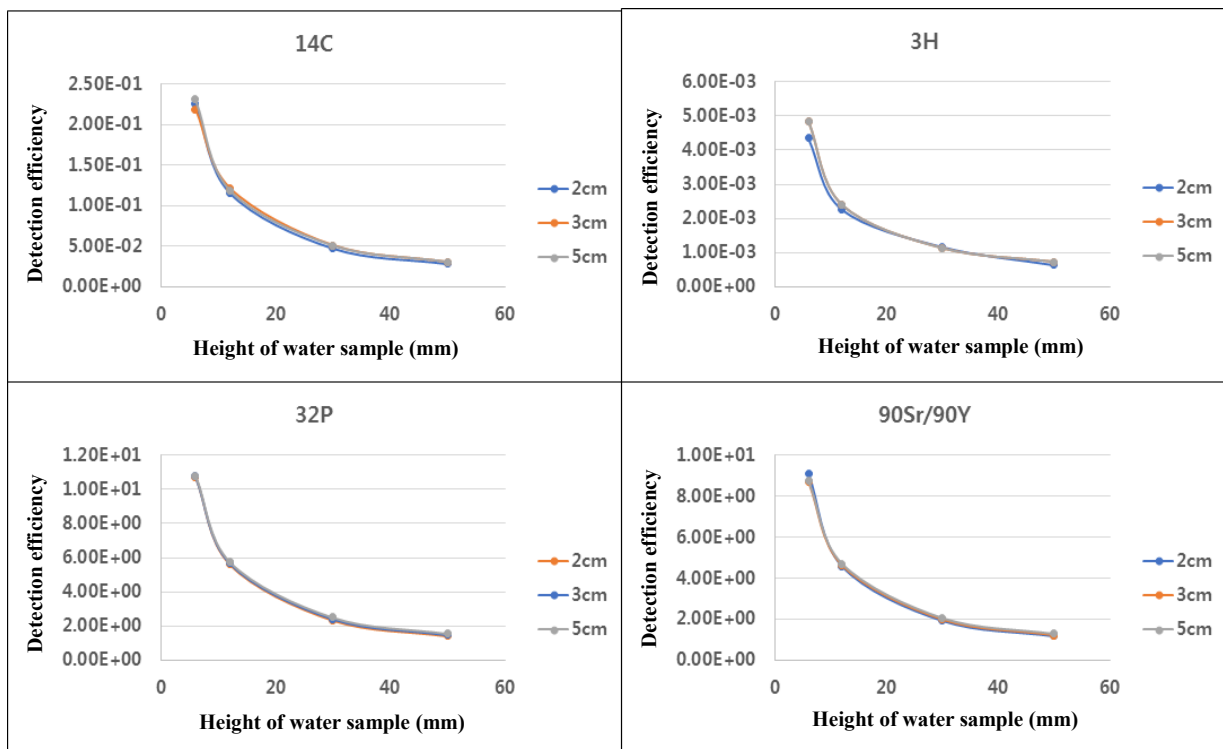 14C
Detection efficiency
2.50E-01
2.00E-01
1.50E-01
1.00E-01
5.00E-02
0.00E+00
0 20 40 60
Height of water sample (mm)
2cm
3cm
5cm
3H
Detection efficiency
6.00E-03
5.00E-03
4.00E-03
3.00E-03
2.00E-03
1.00E-03
0.00E+00
0 20 40 60
Height of water sample (mm)
2cm
3cm
5cm
32P
Detection efficiency
1.20E+01
1.00E+01
8.00E+00
6.00E+00
4.00E+00
2.00E+00
0.00E+00
0 20 40 60
Height of water sample (mm)
2cm
3cm
5cm
90Sr/90Y
Detection efficiency
1.00E+01
8.00E+00
6.00E+00
4.00E+00
2.00E+00
0.00E+00
0 20 40 60
Height of water sample (mm)
2cm
3cm
5cm